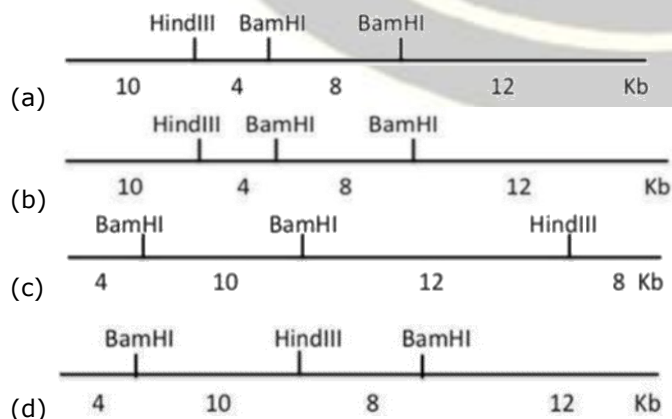 HindIII BamHI BamHI
(a) 10 4 8 12 Kb
HindIII BamHI BamHI
(b) 10 4 8 12 Kb
BamHI BamHI HindIII
(c) 4 10 12 8 Kb
BamHI HindIII BamHI
(d) 4 10 8 12 Kb